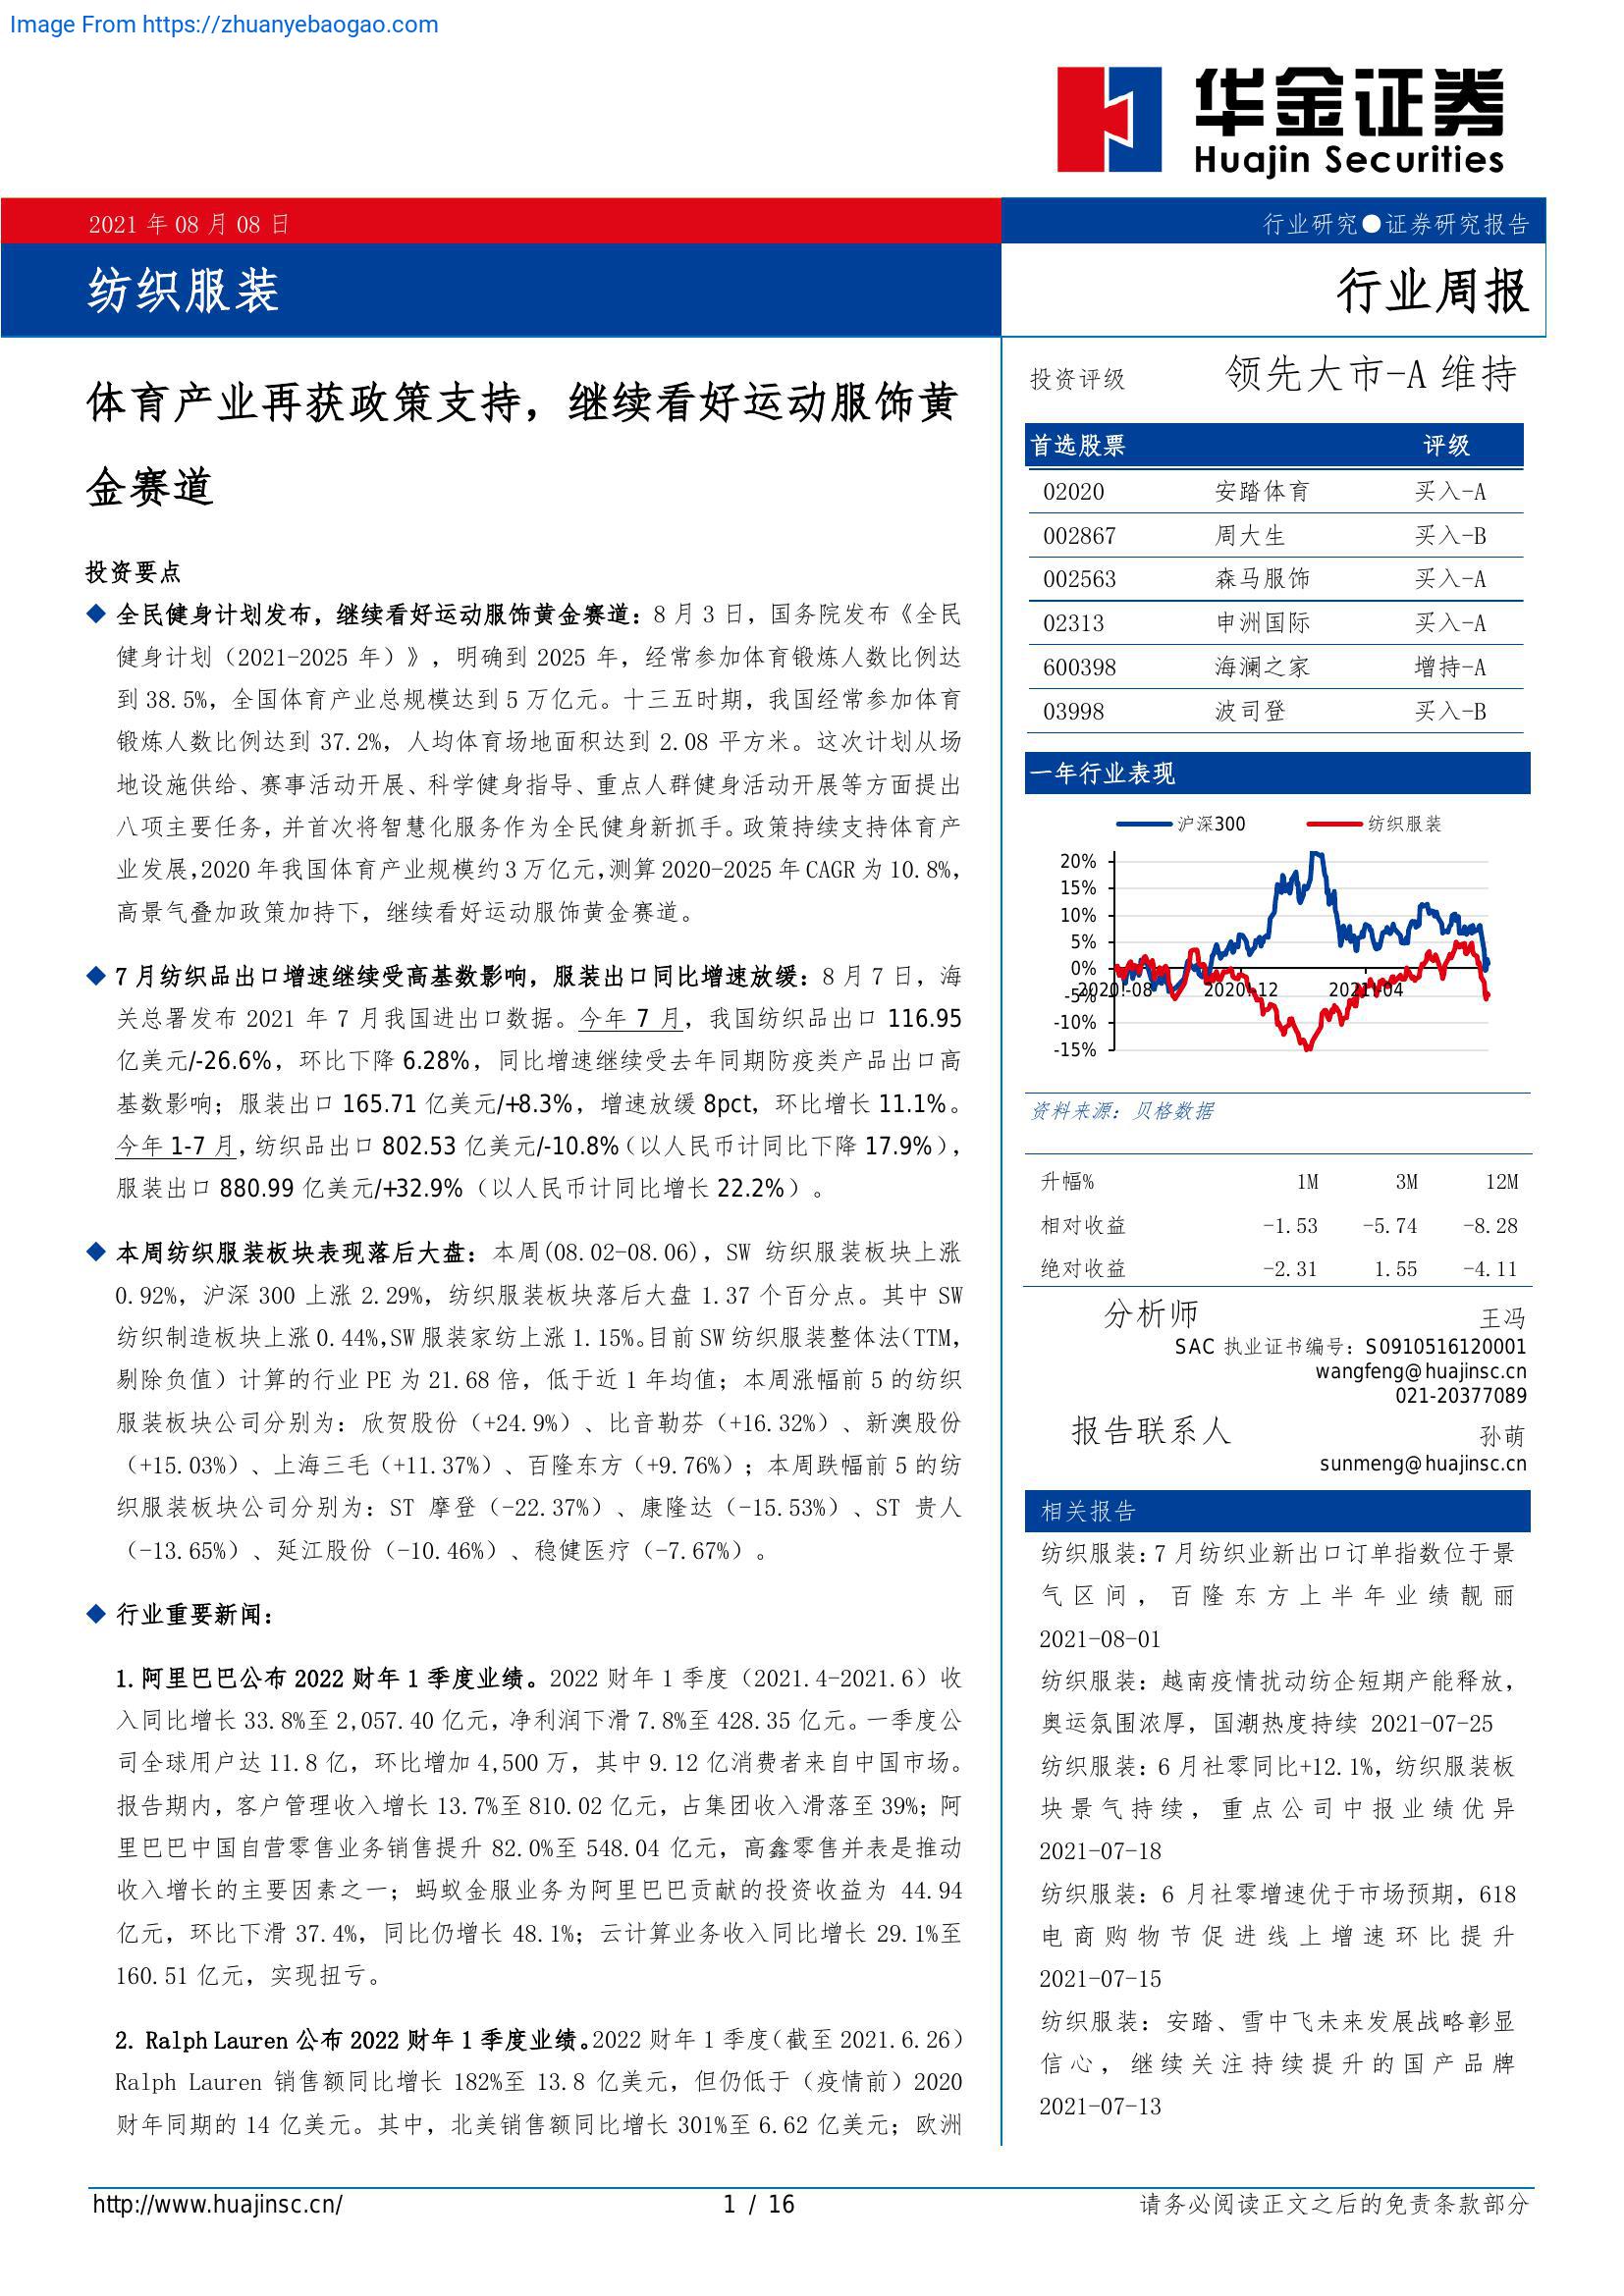 Image From https://zhuanyebaogao.com
华金证券
Huajin Securities
2021 年 08 月 08 日
行业研究●证券研究报告
纺织服装
行业周报
体育产业再获政策支持，继续看好运动服饰黄
金赛道
投资要点
◆ 全民健身计划发布，继续看好运动服饰黄金赛道：8 月 3 日，国务院发布《全民
健身计划（2021-2025 年）》，明确到 2025 年，经常参加体育锻炼人数比例达
到 38.5%，全国体育产业总规模达到 5 万亿元。十三五时期，我国经常参加体育
锻炼人数比例达到 37.2%，人均体育场地面积达到 2.08 平方米。这次计划从场
地设施供给、赛事活动开展、科学健身指导、重点人群健身活动开展等方面提出
八项主要任务，并首次将智慧化服务作为全民健身新抓手。政策持续支持体育产
业发展，2020 年我国体育产业规模约 3 万亿元，测算 2020-2025 年 CAGR 为 10.8%，
高景气叠加政策加持下，继续看好运动服饰黄金赛道。
◆ 7 月纺织品出口增速继续受高基数影响，服装出口同比增速放缓：8 月 7 日，海
关总署发布 2021 年 7 月我国进出口数据。今年 7 月，我国纺织品出口 116.95
亿美元/-26.6%，环比下降 6.28%，同比增速继续受去年同期防疫类产品出口高
基数影响；服装出口 165.71 亿美元/+8.3%，增速放缓 8pct，环比增长 11.1%。
今年 1-7 月，纺织品出口 802.53 亿美元/-10.8%（以人民币计同比下降 17.9%），
服装出口 880.99 亿美元/+32.9%（以人民币计同比增长 22.2%）。
◆ 本周纺织服装板块表现落后大盘：本周(08.02-08.06)，SW 纺织服装板块上涨
0.92%，沪深 300 上涨 2.29%，纺织服装板块落后大盘 1.37 个百分点。其中 SW
纺织制造板块上涨 0.44%，SW 服装家纺上涨 1.15%。目前 SW 纺织服装整体法（TTM，
剔除负值）计算的行业 PE 为 21.68 倍，低于近 1 年均值；本周涨幅前 5 的纺织
服装板块公司分别为：欣贺股份（+24.9%）、比音勒芬（+16.32%）、新澳股份
（+15.03%）、上海三毛（+11.37%）、百隆东方（+9.76%）；本周跌幅前 5 的纺
织服装板块公司分别为：ST 摩登（-22.37%）、康隆达（-15.53%）、ST 贵人
（-13.65%）、延江股份（-10.46%）、稳健医疗（-7.67%）。
◆ 行业重要新闻：
1. 阿里巴巴公布 2022 财年 1 季度业绩。2022 财年 1 季度（2021.4-2021.6）收
入同比增长 33.8%至 2,057.40 亿元，净利润下滑 7.8%至 428.35 亿元。一季度公
司全球用户达 11.8 亿，环比增加 4,500 万，其中 9.12 亿消费者来自中国市场。
报告期内，客户管理收入增长 13.7%至 810.02 亿元，占集团收入滑落至 39%；阿
里巴巴中国自营零售业务销售提升 82.0%至 548.04 亿元，高鑫零售并表是推动
收入增长的主要因素之一；蚂蚁金服业务为阿里巴巴贡献的投资收益为 44.94
亿元，环比下滑 37.4%，同比仍增长 48.1%；云计算业务收入同比增长 29.1%至
160.51 亿元，实现扭亏。
2. Ralph Lauren 公布 2022 财年 1 季度业绩。2022 财年 1 季度（截至 2021.6.26）
Ralph Lauren 销售额同比增长 182%至 13.8 亿美元，但仍低于（疫情前）2020
财年同期的 14 亿美元。其中，北美销售额同比增长 301%至 6.62 亿美元；欧洲
投资评级 领先大市-A 维持
首选股票 评级
02020 安踏体育 买入-A
002867 周大生 买入-B
002563 森马服饰 买入-A
02313 申洲国际 买入-A
600398 海澜之家 增持-A
03998 波司登 买入-B
一年行业表现
沪深300 纺织服装
20%
15%
10%
5%
0%
-5%
-10%
-15%
2020!-08 2020!-12 2021!-04
资料来源：贝格数据
升幅% 1M 3M 12M
相对收益 -1.53 -5.74 -8.28
绝对收益 -2.31 1.55 -4.11
分析师 王冯
SAC 执业证书编号：S0910516120001
wangfeng@huajinsc.cn
021-20377089
报告联系人 孙萌
sunmeng@huajinsc.cn
相关报告
纺织服装：7 月纺织业新出口订单指数位于景
气区间，百隆东方上半年业绩靓丽
2021-08-01
纺织服装：越南疫情扰动纺企短期产能释放，
奥运氛围浓厚，国潮热度持续 2021-07-25
纺织服装：6 月社零同比+12.1%，纺织服装板
块景气持续，重点公司中报业绩优异
2021-07-18
纺织服装：6 月社零增速优于市场预期，618
电商购物节促进线上增速环比提升
2021-07-15
纺织服装：安踏、雪中飞未来发展战略彰显
信心，继续关注持续提升的国产品牌
2021-07-13
http://www.huajinsc.cn/ 1 / 16 请务必阅读正文之后的免责条款部分